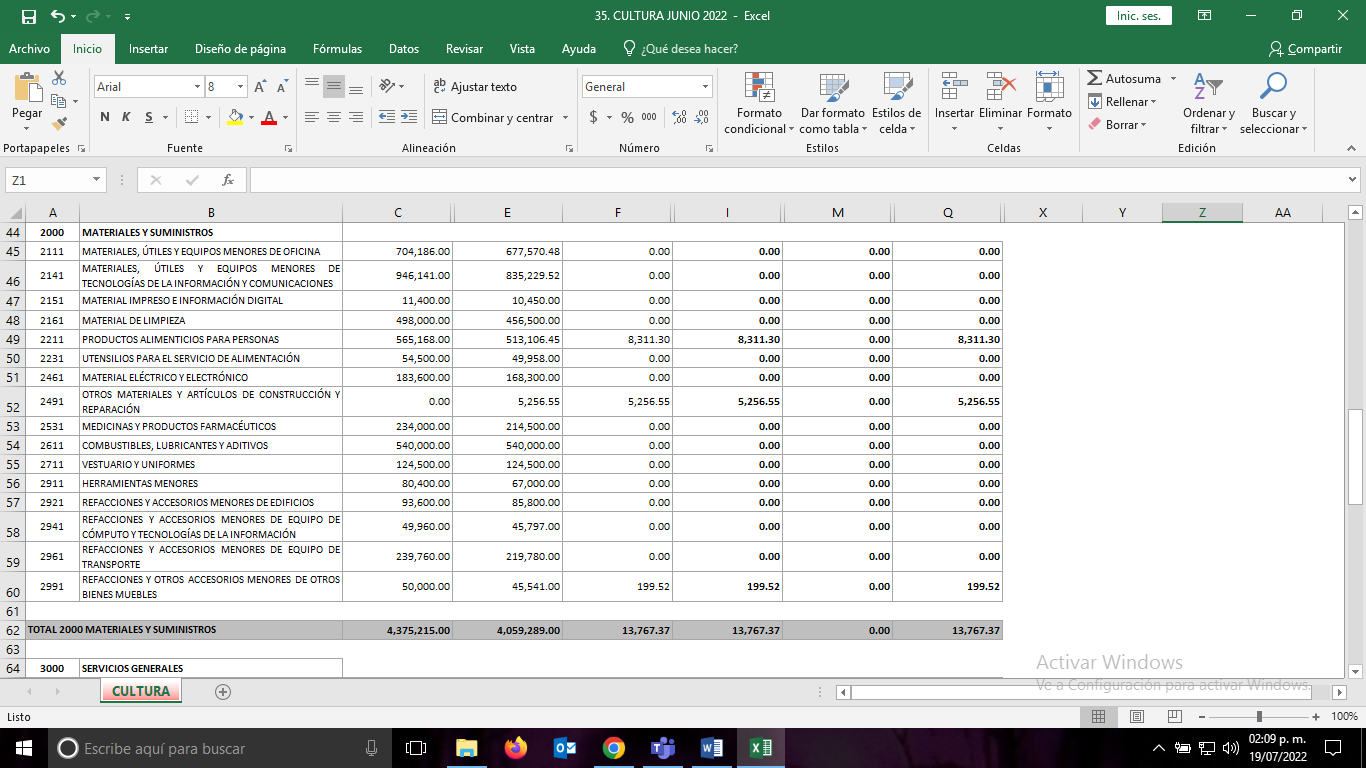 35. CULTURA JUNIO 2022 - Excel
Inic. ses.
Archivo Inicio Insertar Diseño de página Fórmulas Datos Revisar Vista Ayuda ¿Qué desea hacer? Compartir
Pegar
Arial 8
N K S
Ajustar texto
Combinar y centrar
General
$ % 000
Formato condicional
Dar formato como tabla
Estilos de celda
Insertar Eliminar Formato
Autosuma
Rellenar
Borrar
Ordenar y filtrar
Buscar y seleccionar
Portapapeles Fuente Alineación Número Estilos Celdas Edición
Z1 fx
A B C E F I M Q X Y Z AA
44 2000 MATERIALES Y SUMINISTROS
45 2111 MATERIALES, ÚTILES Y EQUIPOS MENORES DE OFICINA 704,186.00 677,570.48 0.00 0.00 0.00 0.00
46 2141 MATERIALES, ÚTILES Y EQUIPOS MENORES DE
TECNOLOGÍAS DE LA INFORMACIÓN Y COMUNICACIONES 946,141.00 835,229.52 0.00 0.00 0.00 0.00
47 2151 MATERIAL IMPRESO E INFORMACIÓN DIGITAL 11,400.00 10,450.00 0.00 0.00 0.00 0.00
48 2161 MATERIAL DE LIMPIEZA 498,000.00 456,500.00 0.00 0.00 0.00 0.00
49 2211 PRODUCTOS ALIMENTICIOS PARA PERSONAS 565,168.00 513,106.45 8,311.30 8,311.30 0.00 8,311.30
50 2231 UTENSILIOS PARA EL SERVICIO DE ALIMENTACIÓN 54,500.00 49,958.00 0.00 0.00 0.00 0.00
51 2461 MATERIAL ELÉCTRICO Y ELECTRÓNICO 183,600.00 168,300.00 0.00 0.00 0.00 0.00
52 2491 OTROS MATERIALES Y ARTÍCULOS DE CONSTRUCCIÓN Y
REPARACIÓN 0.00 5,256.55 5,256.55 5,256.55 0.00 5,256.55
53 2531 MEDICINAS Y PRODUCTOS FARMACÉUTICOS 234,000.00 214,500.00 0.00 0.00 0.00 0.00
54 2611 COMBUSTIBLES, LUBRICANTES Y ADITIVOS 540,000.00 540,000.00 0.00 0.00 0.00 0.00
55 2711 VESTUARIO Y UNIFORMES 124,500.00 124,500.00 0.00 0.00 0.00 0.00
56 2911 HERRAMIENTAS MENORES 80,400.00 67,000.00 0.00 0.00 0.00 0.00
57 2921 REFACCIONES Y ACCESORIOS MENORES DE EDIFICIOS 93,600.00 85,800.00 0.00 0.00 0.00 0.00
58 2941 REFACCIONES Y ACCESORIOS MENORES DE EQUIPO DE
CÓMPUTO Y TECNOLOGÍAS DE LA INFORMACIÓN 49,960.00 45,797.00 0.00 0.00 0.00 0.00
59 2961 REFACCIONES Y ACCESORIOS MENORES DE EQUIPO DE
TRANSPORTE 239,760.00 219,780.00 0.00 0.00 0.00 0.00
60 2991 REFACCIONES Y OTROS ACCESORIOS MENORES DE OTROS
BIENES MUEBLES 50,000.00 45,541.00 199.52 199.52 0.00 199.52
61
62 TOTAL 2000 MATERIALES Y SUMINISTROS 4,375,215.00 4,059,289.00 13,767.37 13,767.37 0.00 13,767.37
63
64 3000 SERVICIOS GENERALES
Activar Windows
Ve a Configuración para activar Windows.
CULTURA
Listo 100%
Escribe aquí para buscar
02:09 p. m.
19/07/2022